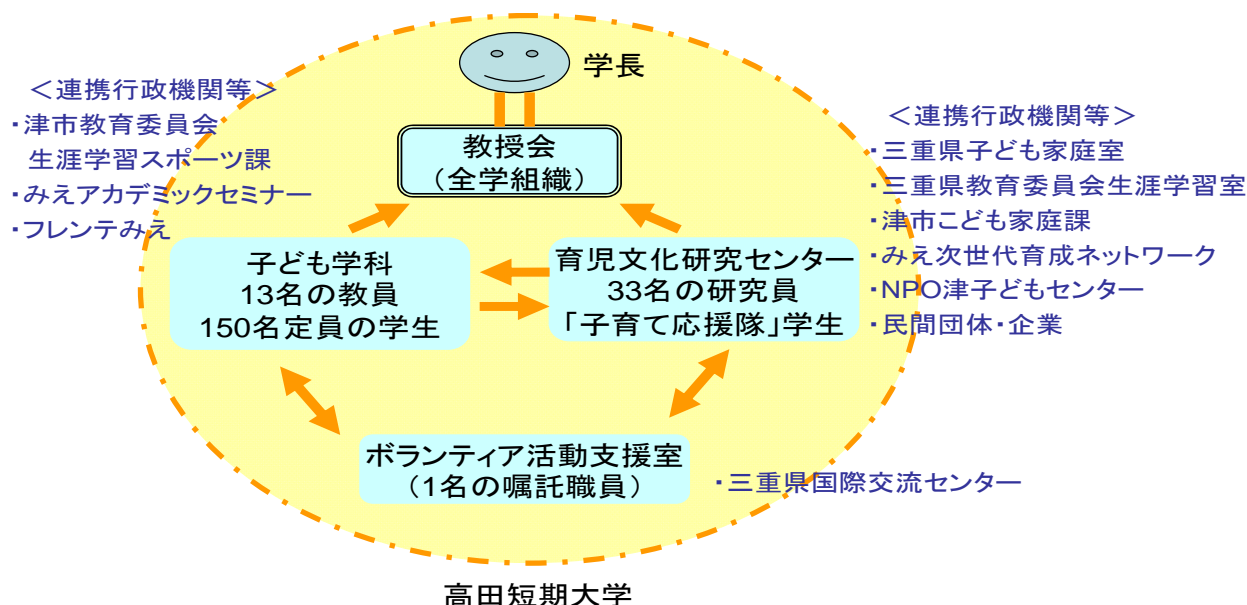 学長
教授会
（全学組織）
＜連携行政機関等＞
・津市教育委員会
生涯学習スポーツ課
・みえアカデミックセミナー
・フレンテみえ
＜連携行政機関等＞
・三重県子ども家庭室
・三重県教育委員会生涯学習室
・津市こども家庭課
・みえ次世代育成ネットワーク
・NPO津子どもセンター
・民間団体・企業
子ども学科
13名の教員
150名定員の学生
育児文化研究センター
33名の研究員
「子育て応援隊」学生
ボランティア活動支援室
（1名の嘱託職員）
・三重県国際交流センター
高田短期大学